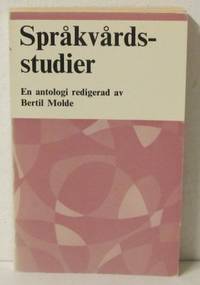 Språkvårds-
studier
En antologi redigerad av
Bertil Molde